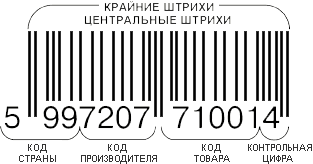 КРАЙНИЕ ШТРИХИ
ЦЕНТРАЛЬНЫЕ ШТРИХИ
5 997207 710014
КОД СТРАНЫ
КОД ПРОИЗВОДИТЕЛЯ
КОД ТОВАРА
КОНТРОЛЬНАЯ ЦИФРА